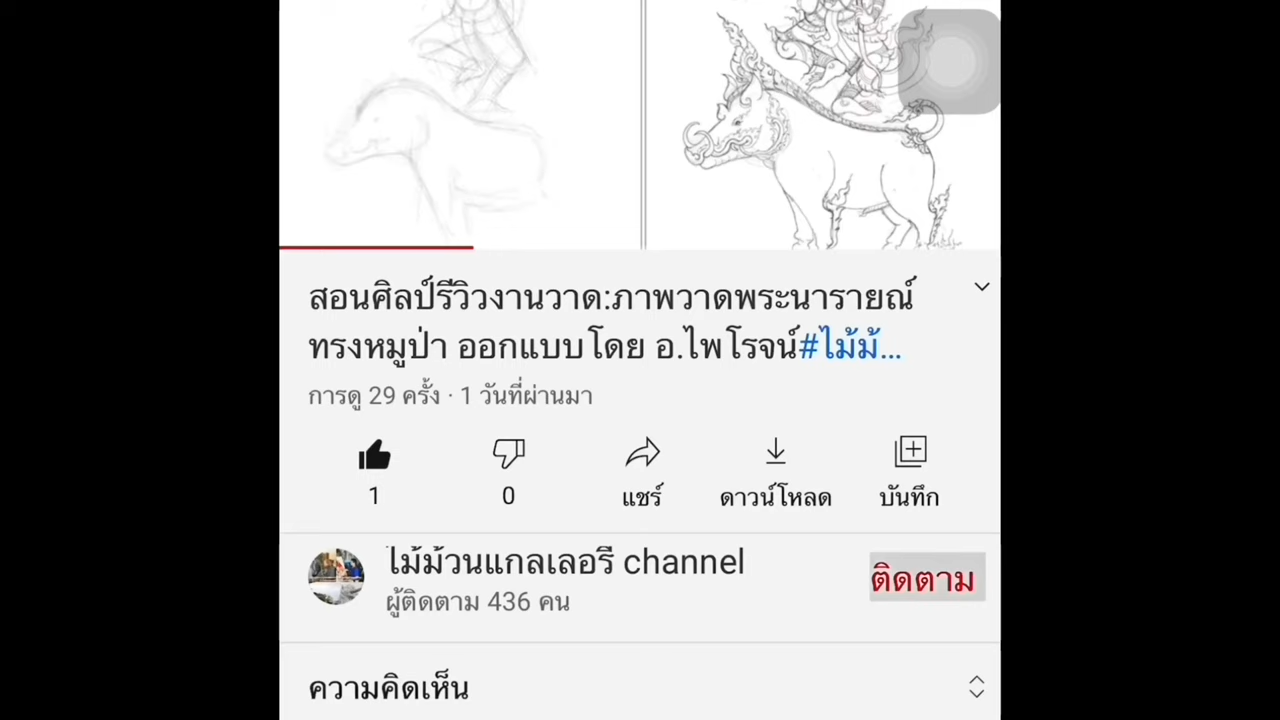 สอนศิลป์รีวิวงานวาด:ภาพวาดพระนารายณ์
ทรงหมูป่า ออกแบบโดย อ.ไพโรจน์#ไม้ม้...
การดู 29 ครั้ง · 1 วันที่ผ่านมา
1 0 แชร์ ดาวน์โหลด บันทึก
ไม้ม้วนแกลเลอรี channel
ติดตาม
ผู้ติดตาม 436 คน
ความคิดเห็น